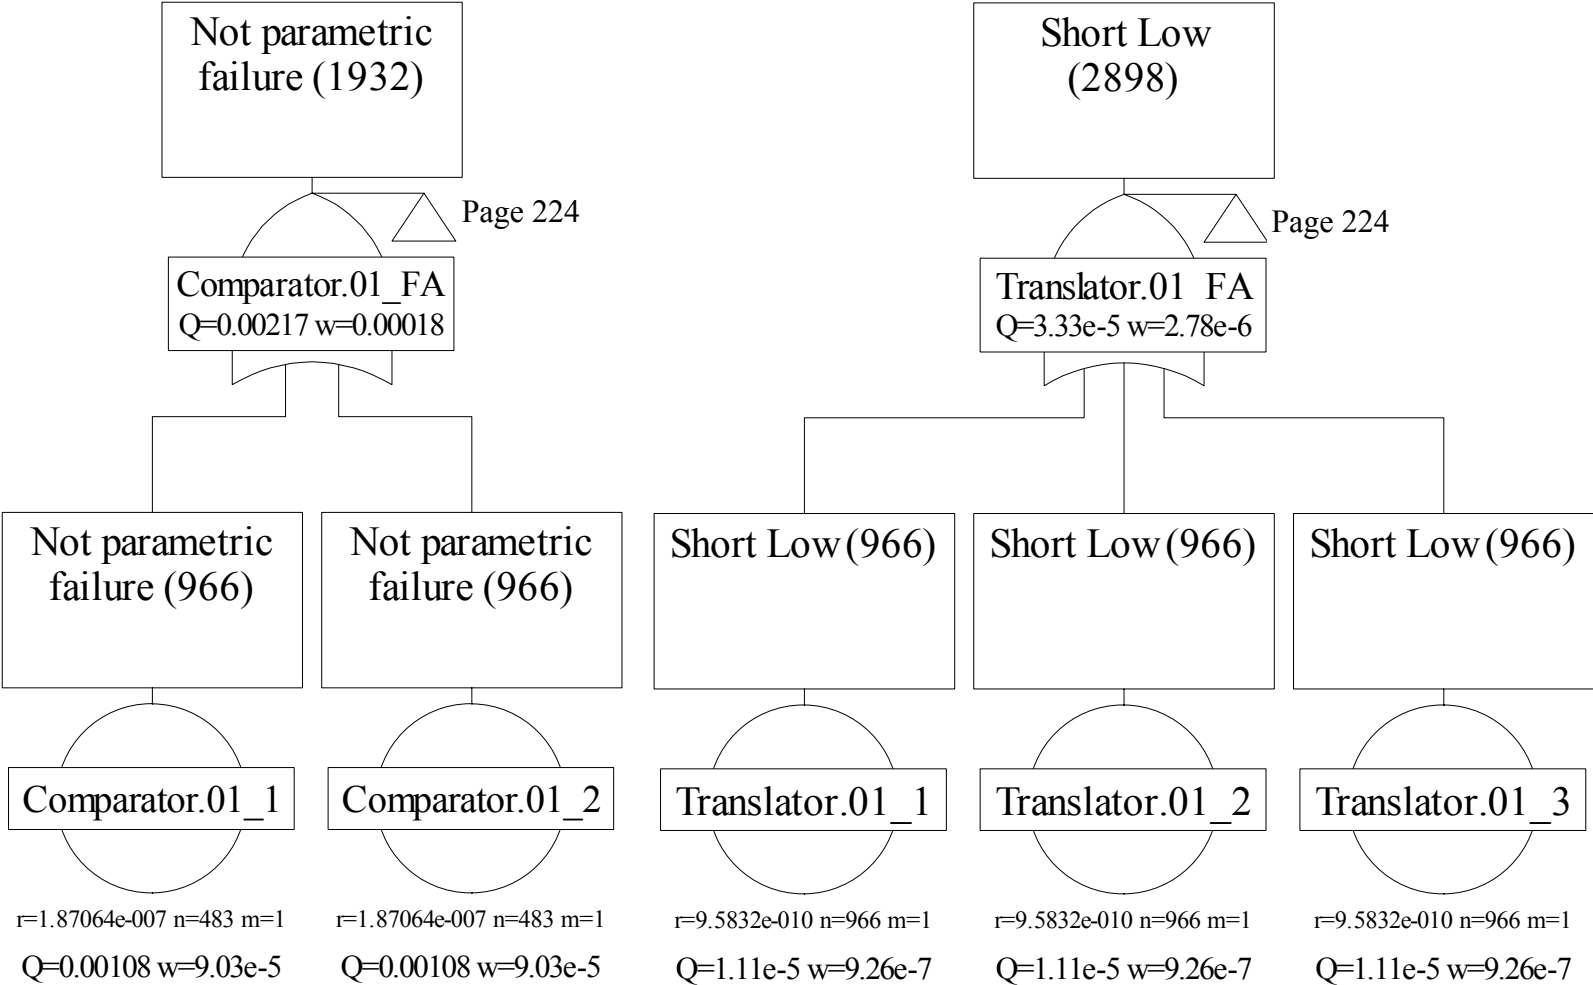 Not parametric
failure (1932)
Page 224
Comparator.01_FA
Q=0.00217 w=0.00018
Short Low
(2898)
Page 224
Translator.01 FA
Q=3.33e-5 w=2.78e-6
Not parametric
failure (966)
Not parametric
failure (966)
Short Low (966)
Short Low (966)
Short Low (966)
Comparator.01_1
Comparator.01_2
Translator.01_1
Translator.01_2
Translator.01_3
r=1.87064e-007 n=483 m=1
r=1.87064e-007 n=483 m=1
r=9.5832e-010 n=966 m=1
r=9.5832e-010 n=966 m=1
r=9.5832e-010 n=966 m=1
Q=0.00108 w=9.03e-5
Q=0.00108 w=9.03e-5
Q=1.11e-5 w=9.26e-7
Q=1.11e-5 w=9.26e-7
Q=1.11e-5 w=9.26e-7